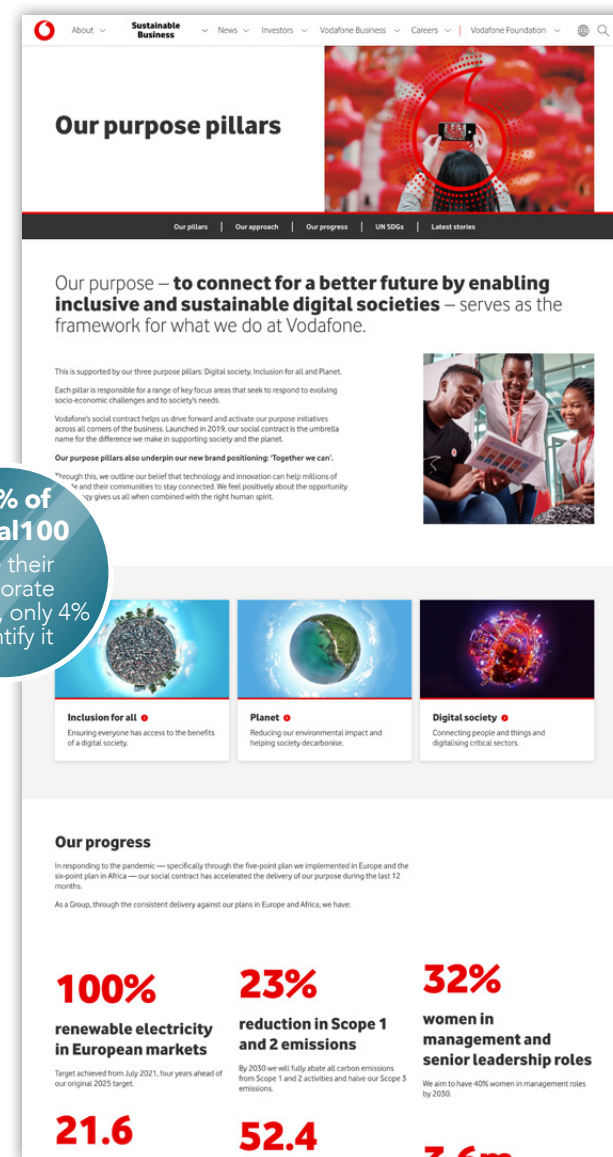 About
Sustainable
Business
News
Investors
Vodafone Business
Careers
Vodafone Foundation
Our purpose pillars
Our pillars
Our approach
Our progress
UN SDGs
Latest stories
Our purpose – to connect for a better future by enabling
inclusive and sustainable digital societies – serves as the
framework for what we do at Vodafone.
This is supported by our three purpose pillars: Digital society, Inclusion for all and Planet.
Each pillar is responsible for a range of key focus areas that seek to respond to evolving
socio-economic challenges and to society's needs.
Vodafone's social contract helps us drive forward and activate our purpose initiatives
across all corners of the business. Launched in 2019, our social contract is the umbrella
name for the difference we make in supporting society and the planet.
Our purpose pillars also underpin our new brand positioning: 'Together we can'.
Through this, we outline our belief that technology and innovation can help millions of
and their communities to stay connected. We feel positively about the opportunity
gives us all when combined with the right human spirit.
% of
al100
their
orate
, only 4%
ntify it
Inclusion for all
Ensuring everyone has access to the benefits
of a digital society.
Planet
Reducing our environmental impact and
helping society decarbonise.
Digital society
Connecting people and things and
digitalising critical sectors.
Our progress
In responding to the pandemic — specifically through the five-point plan we implemented in Europe and the
six-point plan in Africa — our social contract has accelerated the delivery of our purpose during the last 12
months.
As a Group, through the consistent delivery against our plans in Europe and Africa, we have:
100%
renewable electricity
in European markets
Target achieved from July 2021, four years ahead of
our original 2025 target.
23%
reduction in Scope 1
and 2 emissions
By 2030 we will fully abate all carbon emissions
from Scope 1 and 2 activities and halve our Scope 3
emissions.
32%
women in
management and
senior leadership roles
We aim to have 40% women in management roles
by 2030.
21.6
52.4
3.6m